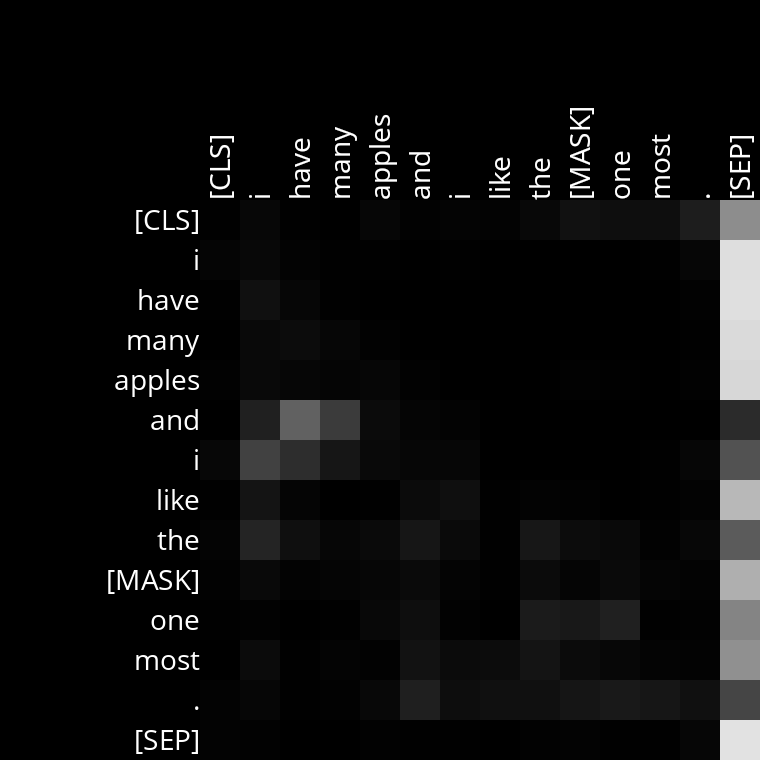 [CLS] i have many apples and i like the [MASK] one most . [SEP]
[CLS]
i
have
many
apples
and
i
like
the
[MASK]
one
most
.
[SEP]